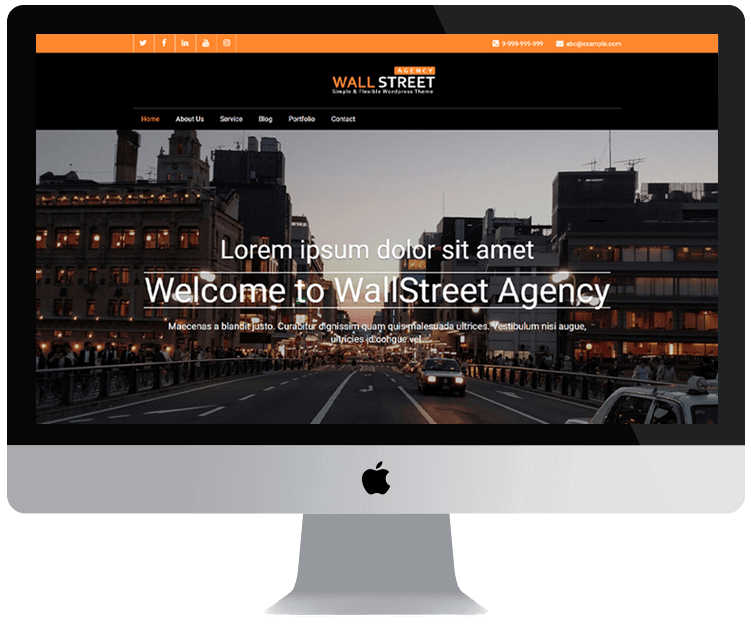 9-999-999-999 abc@example.com
AGENCY
WALL STREET
Simple & Flexible Wordpress Theme
Home About Us Service Blog Portfolio Contact
Lorem ipsum dolor sit amet
Welcome to WallStreet Agency
Maecenas a blandit justo. Curabitur dignissim quam quis malesuada ultrices. Vestibulum nisi augue,
ultricies id congue vel